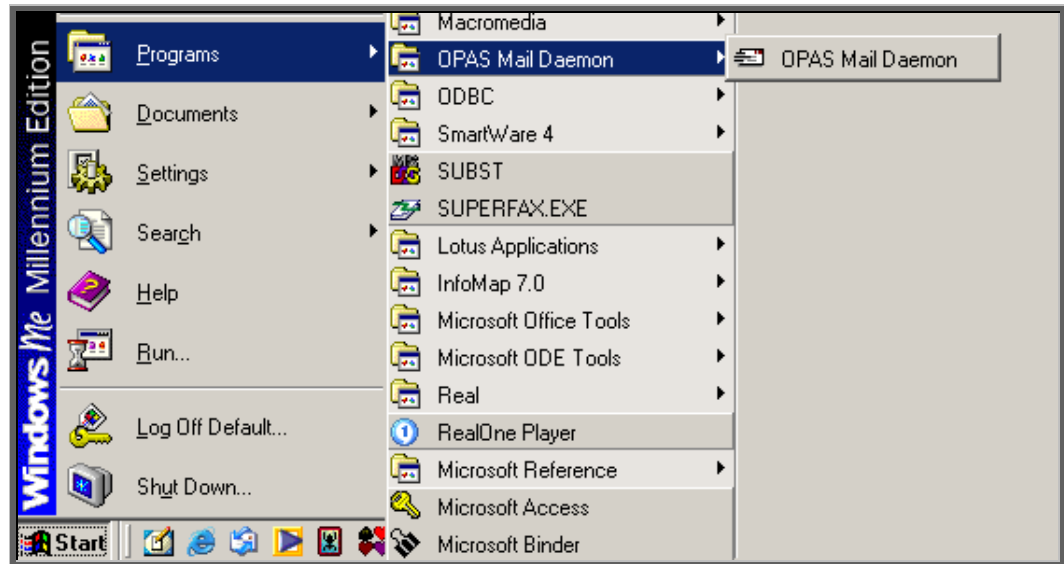 Windows Me Millennium Edition
Programs
Documents
Settings
Search
Help
Run...
Log Off Default...
Shut Down...
Start
Macromedia
OPAS Mail Daemon
ODBC
SmartWare 4
SUBST
SUPERFAX.EXE
Lotus Applications
InfoMap 7.0
Microsoft Office Tools
Microsoft ODE Tools
Real
RealOne Player
Microsoft Reference
Microsoft Access
Microsoft Binder
OPAS Mail Daemon